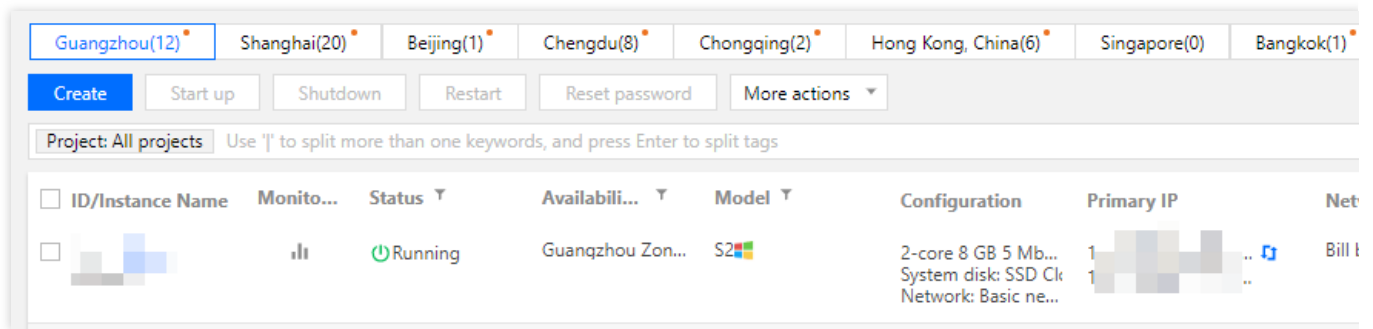 Guangzhou(12) Shanghai(20) Beijing(1) Chengdu(8) Chongqing(2) Hong Kong, China(6) Singapore(0) Bangkok(1)
Create Start up Shutdown Restart Reset password More actions
Project: All projects Use '|' to split more than one keywords, and press Enter to split tags
ID/Instance Name Monito... Status Availabili... Model Configuration Primary IP Net
Running Guangzhou Zon... S2 2-core 8 GB 5 Mb... Bill
System disk: SSD Clo
Network: Basic ne...